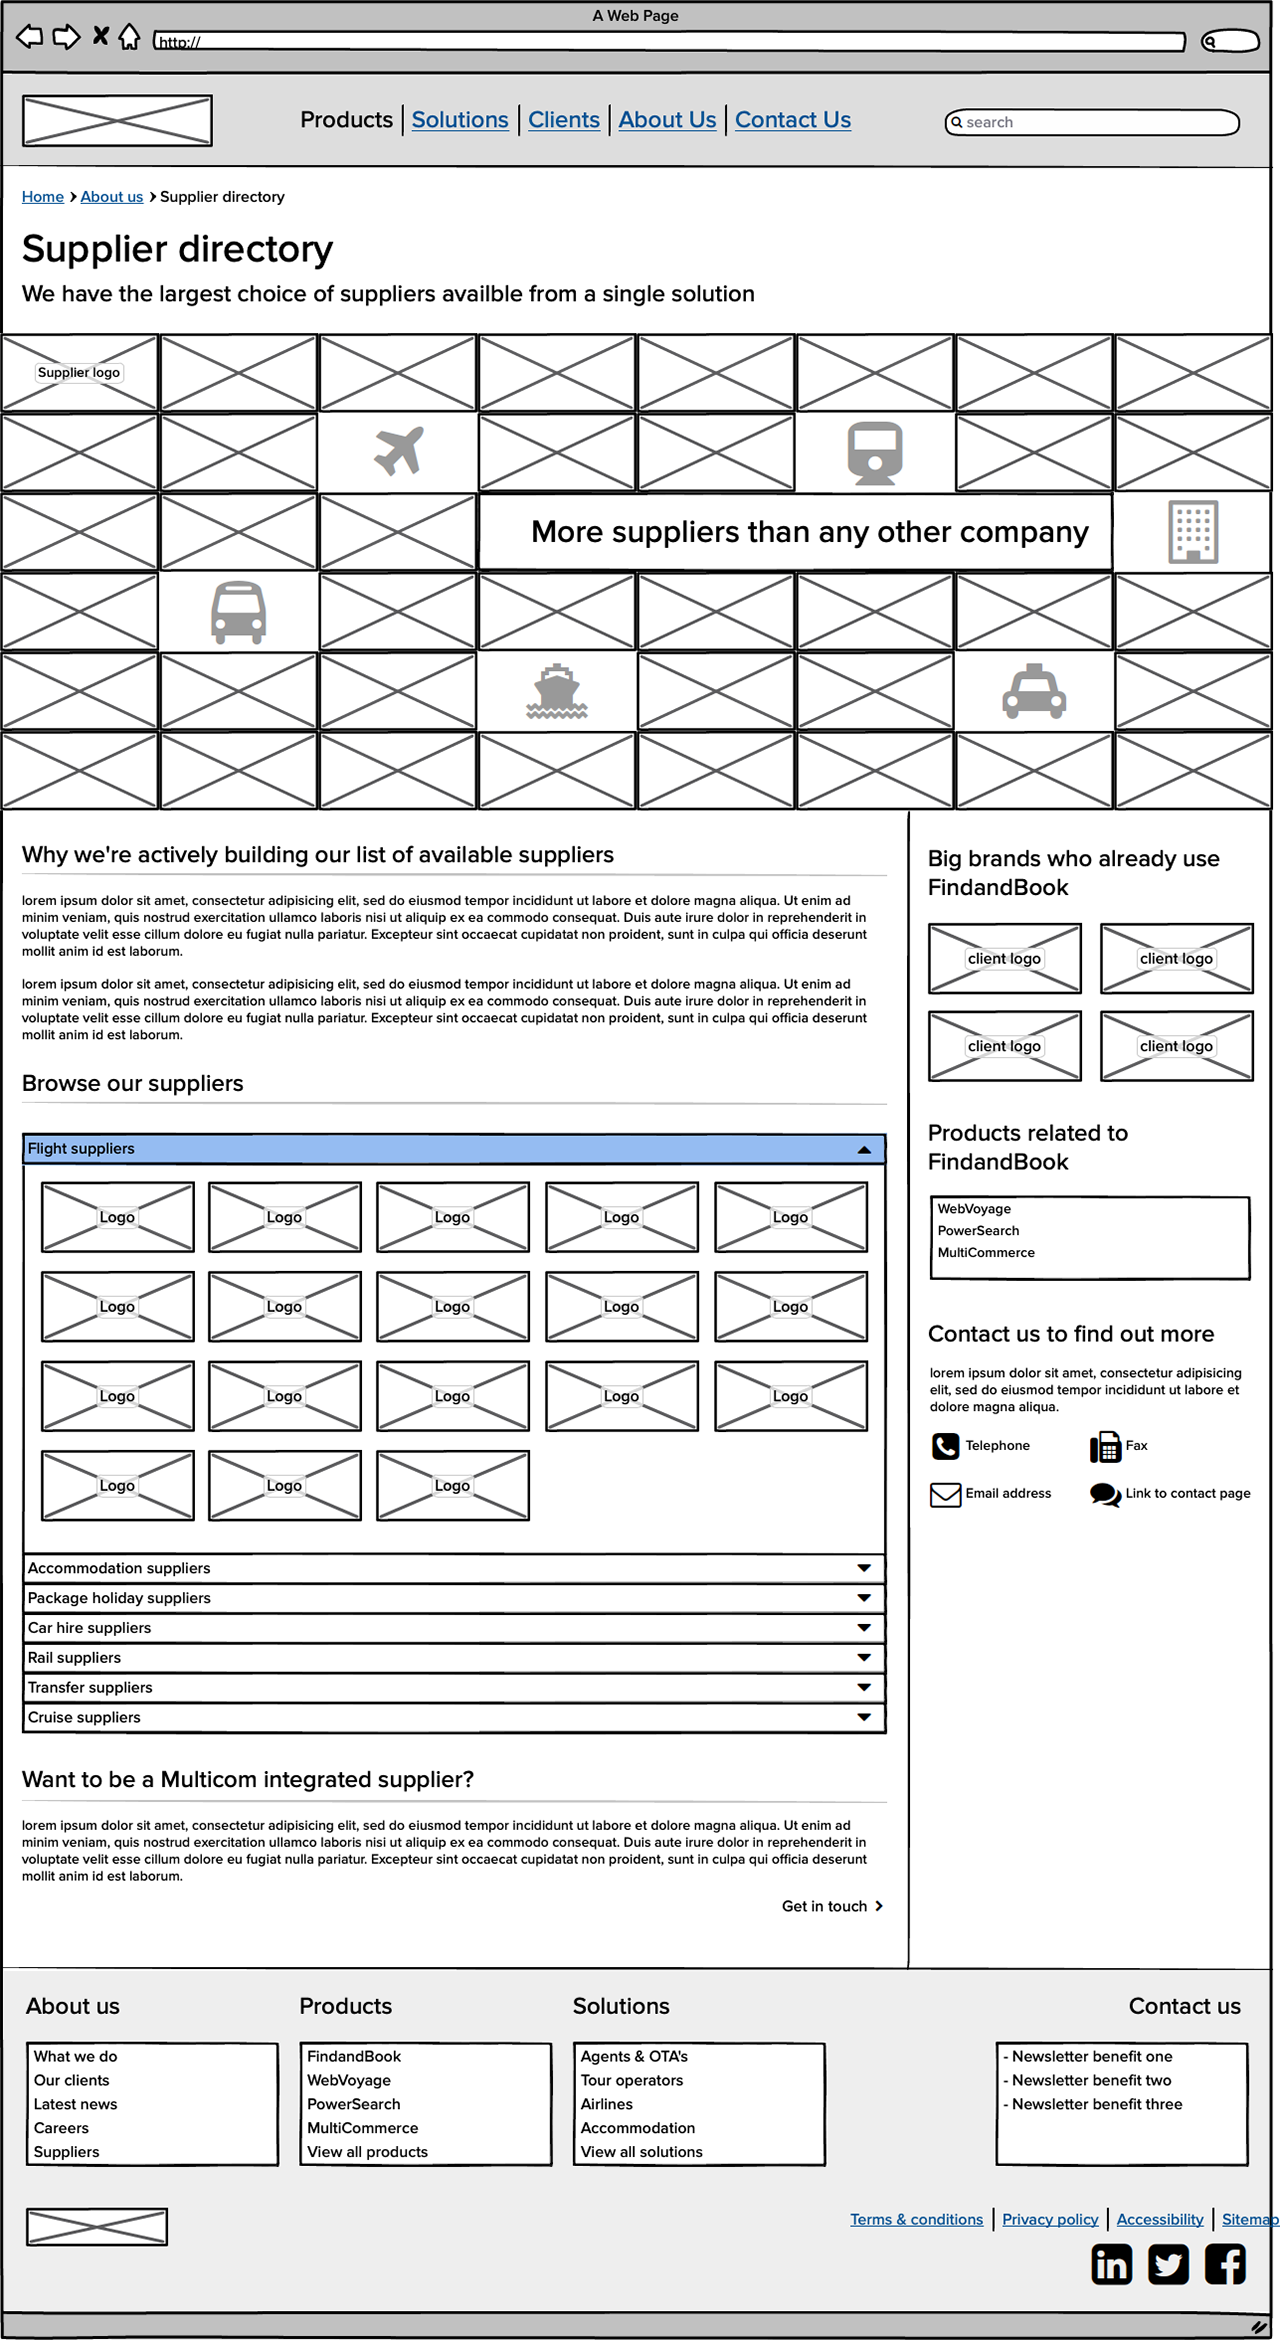 A Web Page
http://
Products Solutions Clients About Us Contact Us
search
Home About us Supplier directory
Supplier directory
We have the largest choice of suppliers availble from a single solution
Supplier logo
More suppliers than any other company
Why we're actively building our list of available suppliers
lorem ipsum dolor sit amet, consectetur adipisicing elit, sed do eiusmod tempor incididunt ut labore et dolore magna aliqua. Ut enim ad
minim veniam, quis nostrud exercitation ullamco laboris nisi ut aliquip ex ea commodo consequat. Duis aute irure dolor in reprehenderit in
voluptate velit esse cillum dolore eu fugiat nulla pariatur. Excepteur sint occaecat cupidatat non proident, sunt in culpa qui officia deserunt
mollit anim id est laborum.
lorem ipsum dolor sit amet, consectetur adipisicing elit, sed do eiusmod tempor incididunt ut labore et dolore magna aliqua. Ut enim ad
minim veniam, quis nostrud exercitation ullamco laboris nisi ut aliquip ex ea commodo consequat. Duis aute irure dolor in reprehenderit in
voluptate velit esse cillum dolore eu fugiat nulla pariatur. Excepteur sint occaecat cupidatat non proident, sunt in culpa qui officia deserunt
mollit anim id est laborum.
Browse our suppliers
Flight suppliers
Logo Logo Logo Logo Logo
Logo Logo Logo Logo Logo
Logo Logo Logo Logo Logo
Logo Logo Logo
Accommodation suppliers
Package holiday suppliers
Car hire suppliers
Rail suppliers
Transfer suppliers
Cruise suppliers
Want to be a Multicom integrated supplier?
lorem ipsum dolor sit amet, consectetur adipisicing elit, sed do eiusmod tempor incididunt ut labore et dolore magna aliqua. Ut enim ad
minim veniam, quis nostrud exercitation ullamco laboris nisi ut aliquip ex ea commodo consequat. Duis aute irure dolor in reprehenderit in
voluptate velit esse cillum dolore eu fugiat nulla pariatur. Excepteur sint occaecat cupidatat non proident, sunt in culpa qui officia deserunt
mollit anim id est laborum.
Get in touch
Big brands who already use
FindandBook
client logo client logo
client logo client logo
Products related to
FindandBook
WebVoyage
PowerSearch
MultiCommerce
Contact us to find out more
lorem ipsum dolor sit amet, consectetur adipisicing
elit, sed do eiusmod tempor incididunt ut labore et
dolore magna aliqua.
Telephone Fax
Email address Link to contact page
About us
What we do
Our clients
Latest news
Careers
Suppliers
Products
FindandBook
WebVoyage
PowerSearch
MultiCommerce
View all products
Solutions
Agents & OTA's
Tour operators
Airlines
Accommodation
View all solutions
Contact us
- Newsletter benefit one
- Newsletter benefit two
- Newsletter benefit three
Terms & conditions Privacy policy Accessibility Sitemap
in f